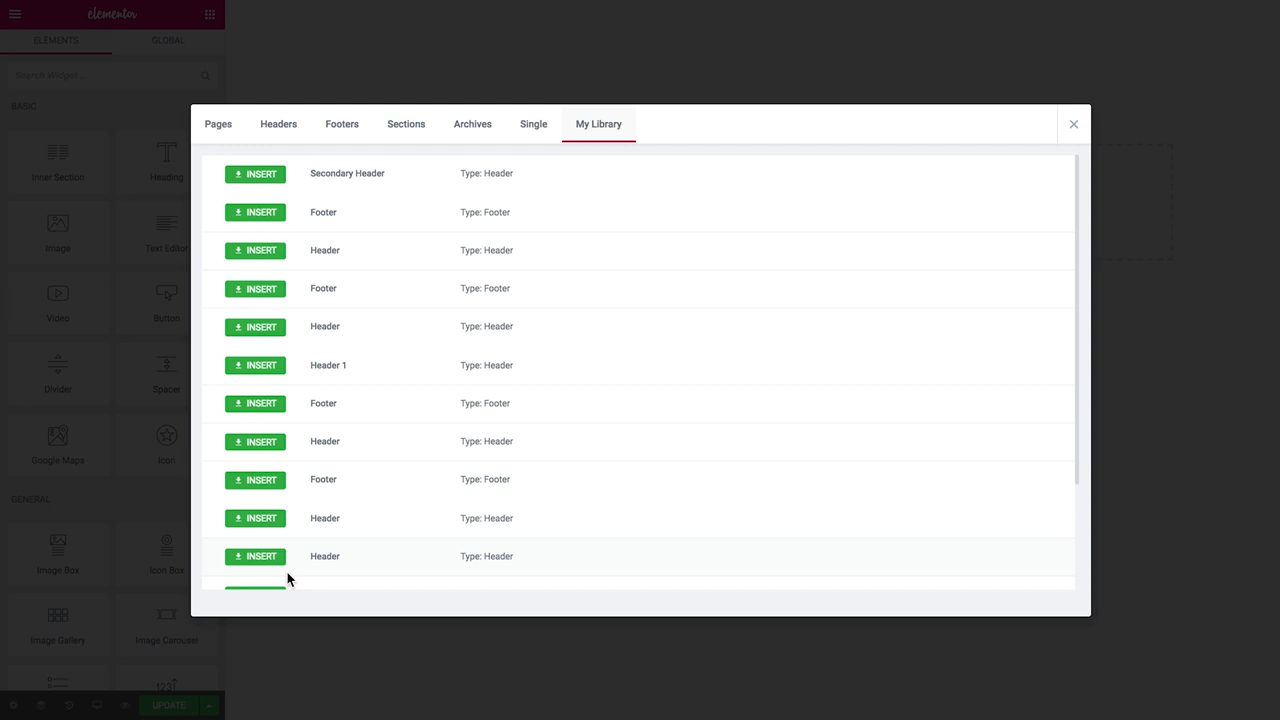 elementor
ELEMENTS GLOBAL
Search Widget...
BASIC
Inner Section Heading
Image Text Editor
Video Button
Divider Spacer
Google Maps Icon
GENERAL
Image Box Icon Box
Image Gallery Image Carousel
123
UPDATE
Pages Headers Footers Sections Archives Single My Library
INSERT Secondary Header Type: Header
INSERT Footer Type: Footer
INSERT Header Type: Header
INSERT Footer Type: Footer
INSERT Header Type: Header
INSERT Header 1 Type: Header
INSERT Footer Type: Footer
INSERT Header Type: Header
INSERT Footer Type: Footer
INSERT Header Type: Header
INSERT Header Type: Header